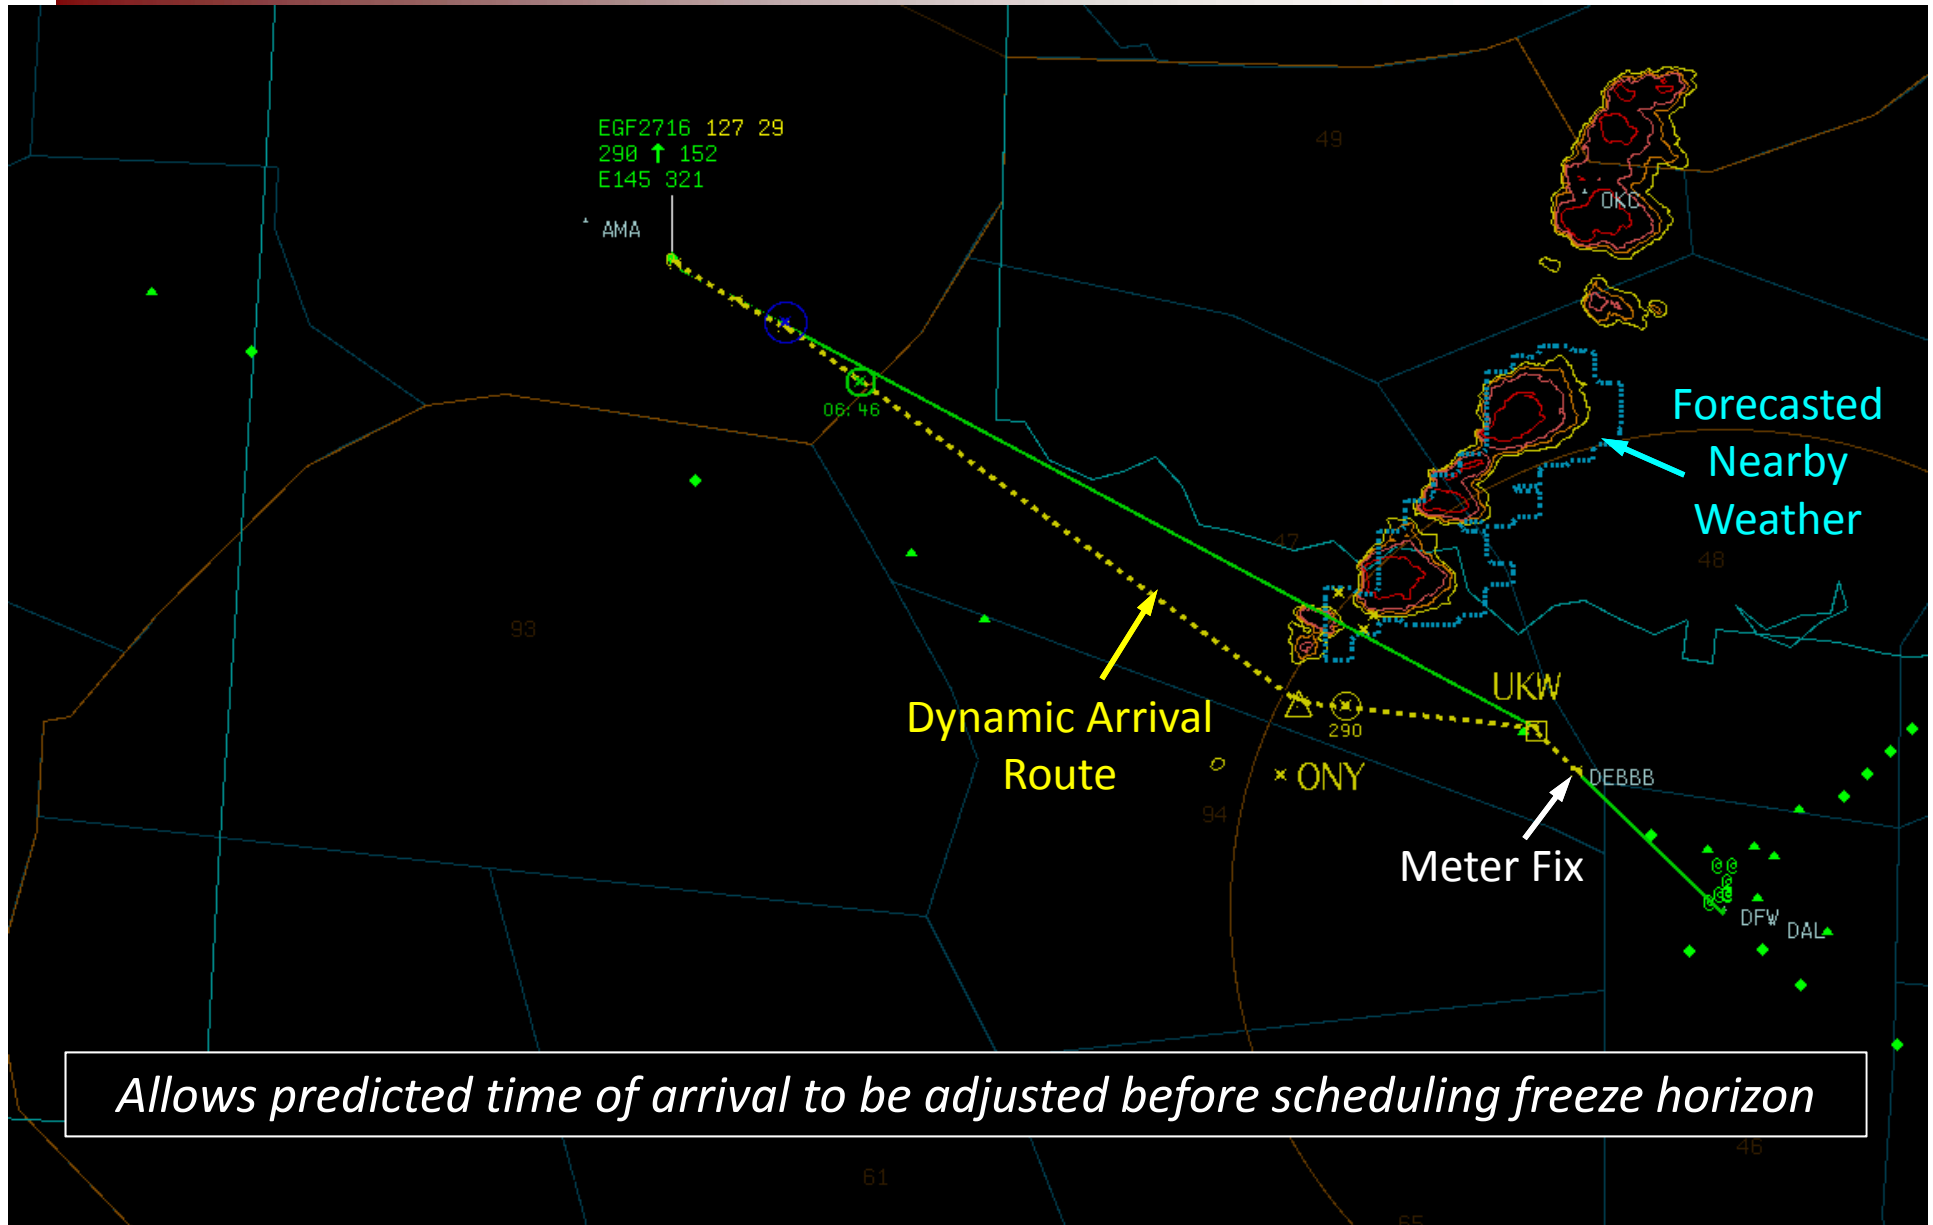 49
EGF2716 127 29
290 ↑ 152
E145 321
AMA
OKC
06:46
Forecasted
Nearby
Weather
47
48
93
UKW
Dynamic Arrival
Route
290
ONY
DEBBB
94
Meter Fix
DFW
DAL
Allows predicted time of arrival to be adjusted before scheduling freeze horizon
46
61
65